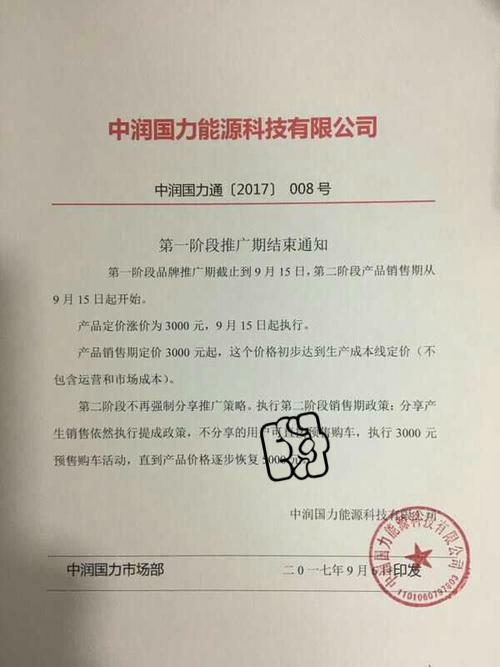 中润国力能源科技有限公司
中润国力通〔2017〕 008 号
第一阶段推广期结束通知
第一阶段品牌推广期截止到 9 月 15 日,第二阶段产品销售期从
9 月 15 日起开始。
产品定价涨价为 3000 元,9 月 15 日起执行。
产品销售期定价 3000 元起,这个价格初步达到生产成本线定价(不
包含运营和市场成本)。
第二阶段不再强制分享推广策略。执行第二阶段销售期政策:分享产
生销售依然执行提成政策,不分享的用户可直接预售购车,执行 3000 元
预售购车活动,直到产品价格逐步恢复 5000 元
中润国力能源科技有限公司
中润国力市场部
二〇一七年 9 月 6 日印发
中润国力能源科技有限公司
1101060797803